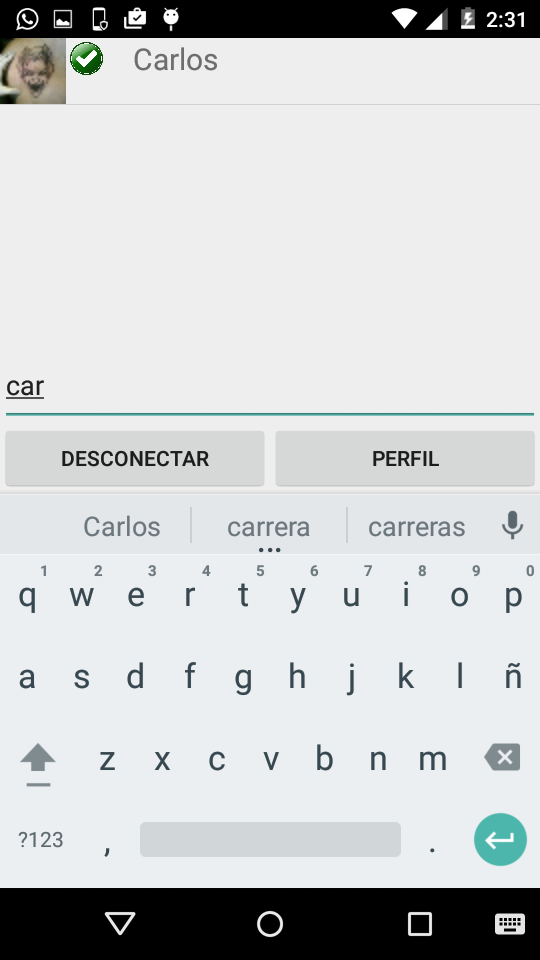 2:31
Carlos
car
DESCONECTAR PERFIL
Carlos carrera carreras
1 2 3 4 5 6 7 8 9 0
q w e r t y u i o p
a s d f g h j k l ñ
z x c v b n m
?123 , .